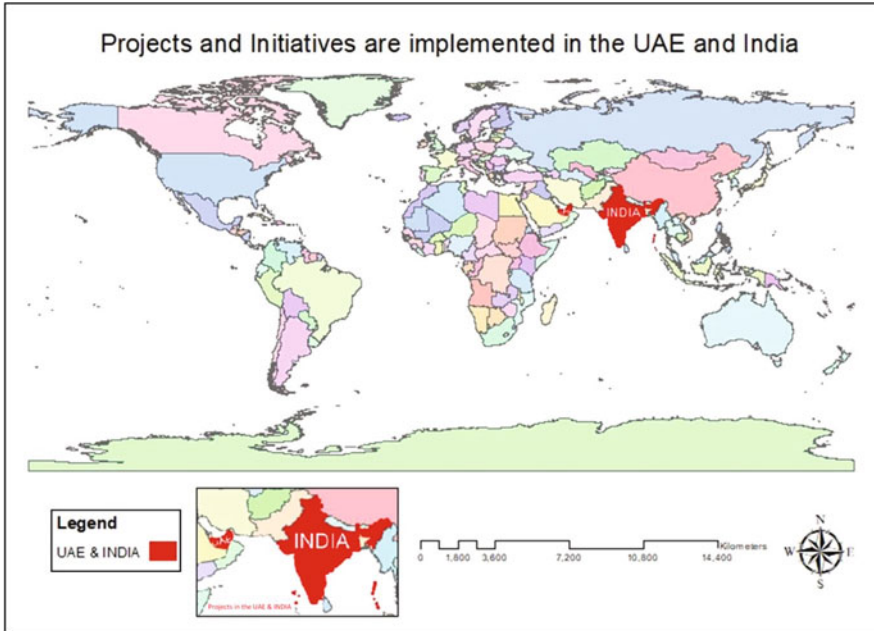 Projects and Initiatives are implemented in the UAE and India
INDIA
Legend
UAE & INDIA
INDIA
Projects in the UAE & INDIA
Kilometers
0 1,800 3,600 7,200 10,800 14,400
N
W E
S